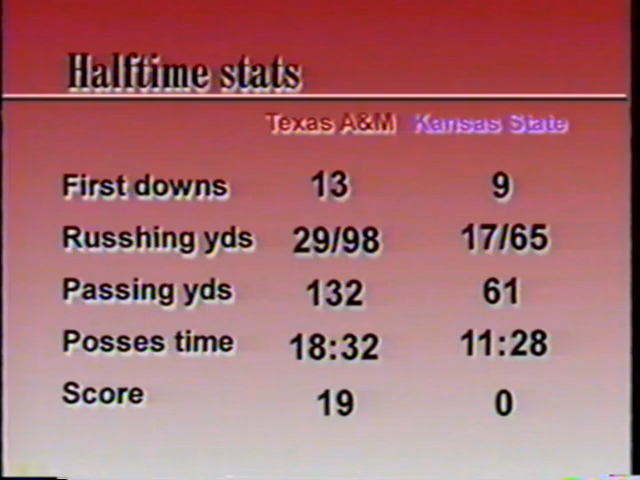 Halftime stats
Texas A&M Kansas State
First downs 13 9
Russhing yds 29/98 17/65
Passing yds 132 61
Posses time 18:32 11:28
Score 19 0